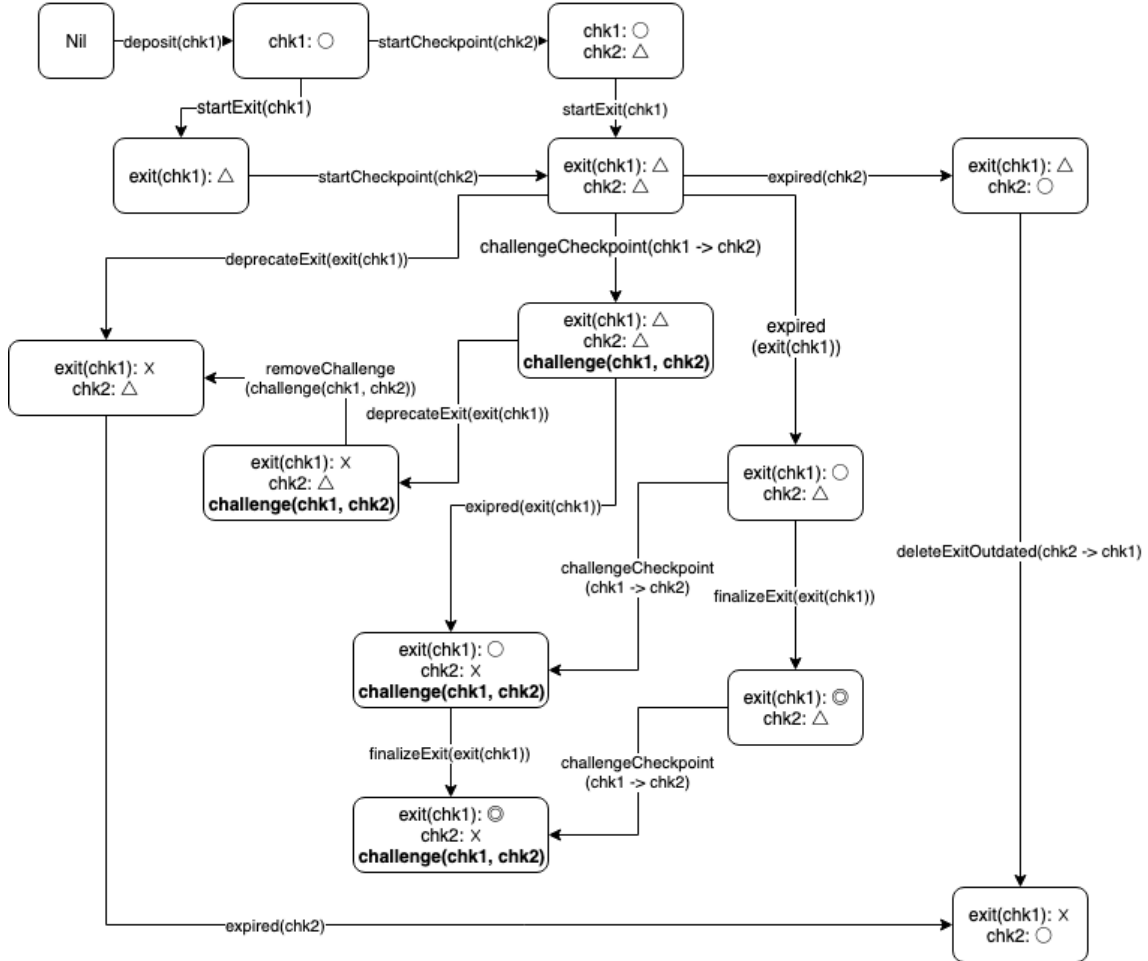 Nil
deposit(chk1)
chk1: ○
startCheckpoint(chk2)
chk1: ○
chk2: △
startExit(chk1)
startExit(chk1)
exit(chk1): △
startCheckpoint(chk2)
exit(chk1): △
chk2: △
expired(chk2)
exit(chk1): △
chk2: ○
deprecateExit(exit(chk1))
challengeCheckpoint(chk1 -> chk2)
expired
(exit(chk1))
exit(chk1): △
chk2: △
challenge(chk1, chk2)
exit(chk1): X
chk2: △
removeChallenge
(challenge(chk1, chk2))
deprecateExit(exit(chk1))
exit(chk1): X
chk2: △
challenge(chk1, chk2)
exit(chk1): ○
chk2: △
exipred(exit(chk1))
deleteExitOutdated(chk2 -> chk1)
challengeCheckpoint
(chk1 -> chk2)
finalizeExit(exit(chk1))
exit(chk1): ○
chk2: X
challenge(chk1, chk2)
exit(chk1): ◎
chk2: △
finalizeExit(exit(chk1))
challengeCheckpoint
(chk1 -> chk2)
exit(chk1): ◎
chk2: X
challenge(chk1, chk2)
expired(chk2)
exit(chk1): X
chk2: ○